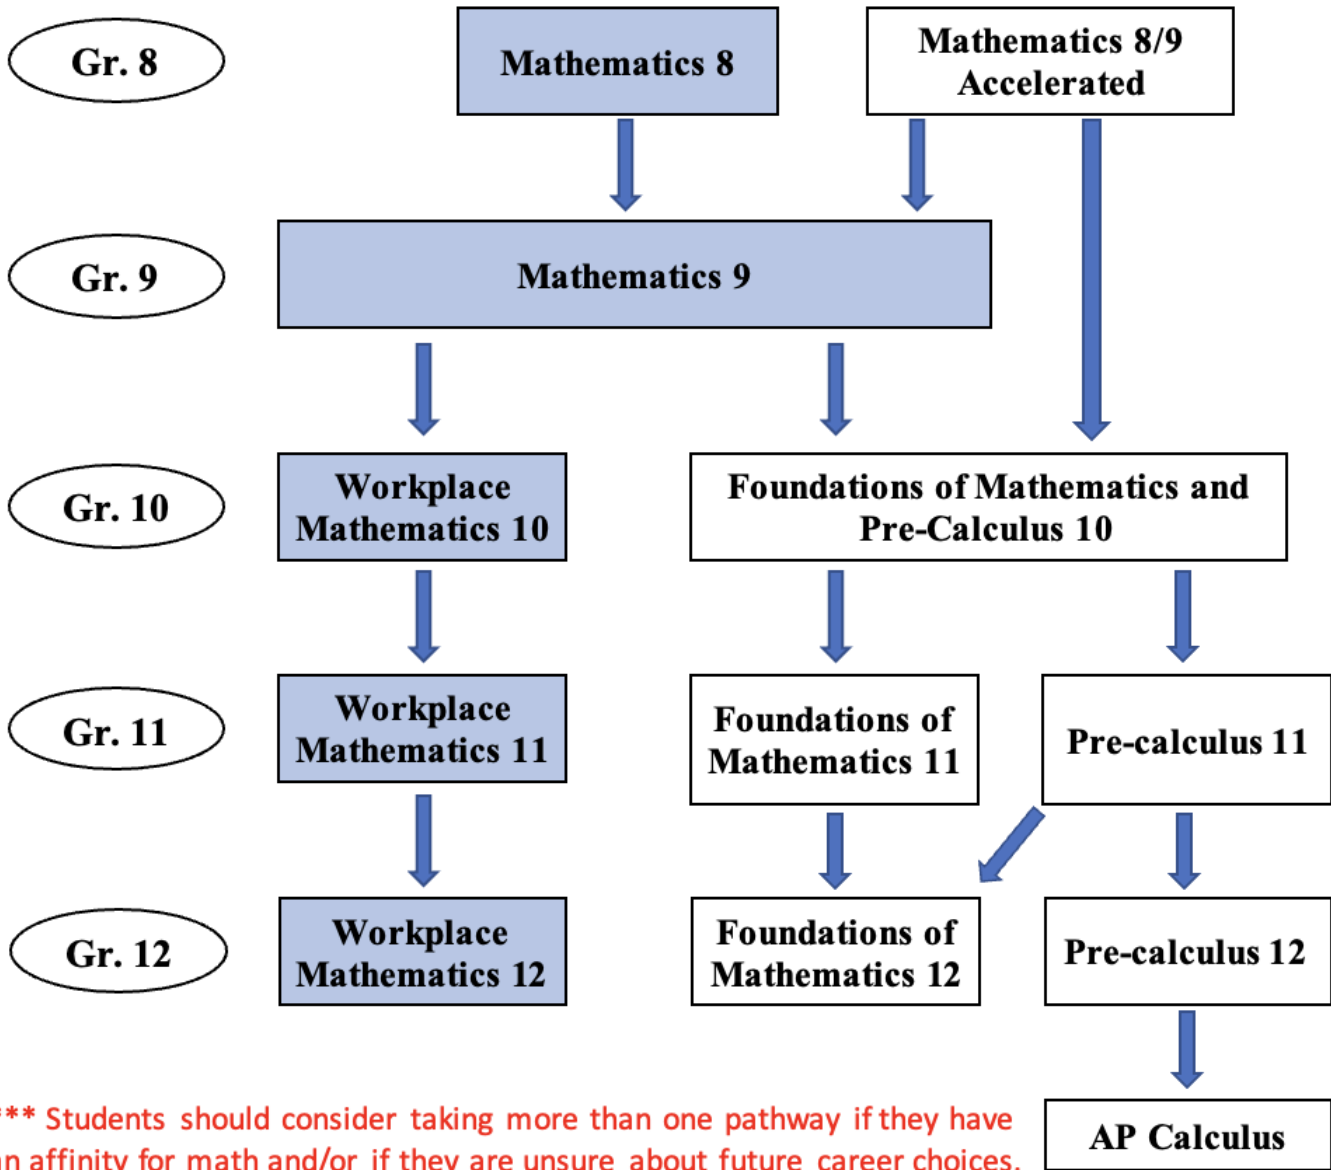 Gr. 8
Mathematics 8
Mathematics 8/9
Accelerated
Gr. 9
Mathematics 9
Gr. 10
Workplace
Mathematics 10
Foundations of Mathematics and
Pre-Calculus 10
Gr. 11
Workplace
Mathematics 11
Foundations of
Mathematics 11
Pre-calculus 11
Gr. 12
Workplace
Mathematics 12
Foundations of
Mathematics 12
Pre-calculus 12
*** Students should consider taking more than one pathway if they have
an affinity for math and/or if they are unsure about future career choices.
AP Calculus